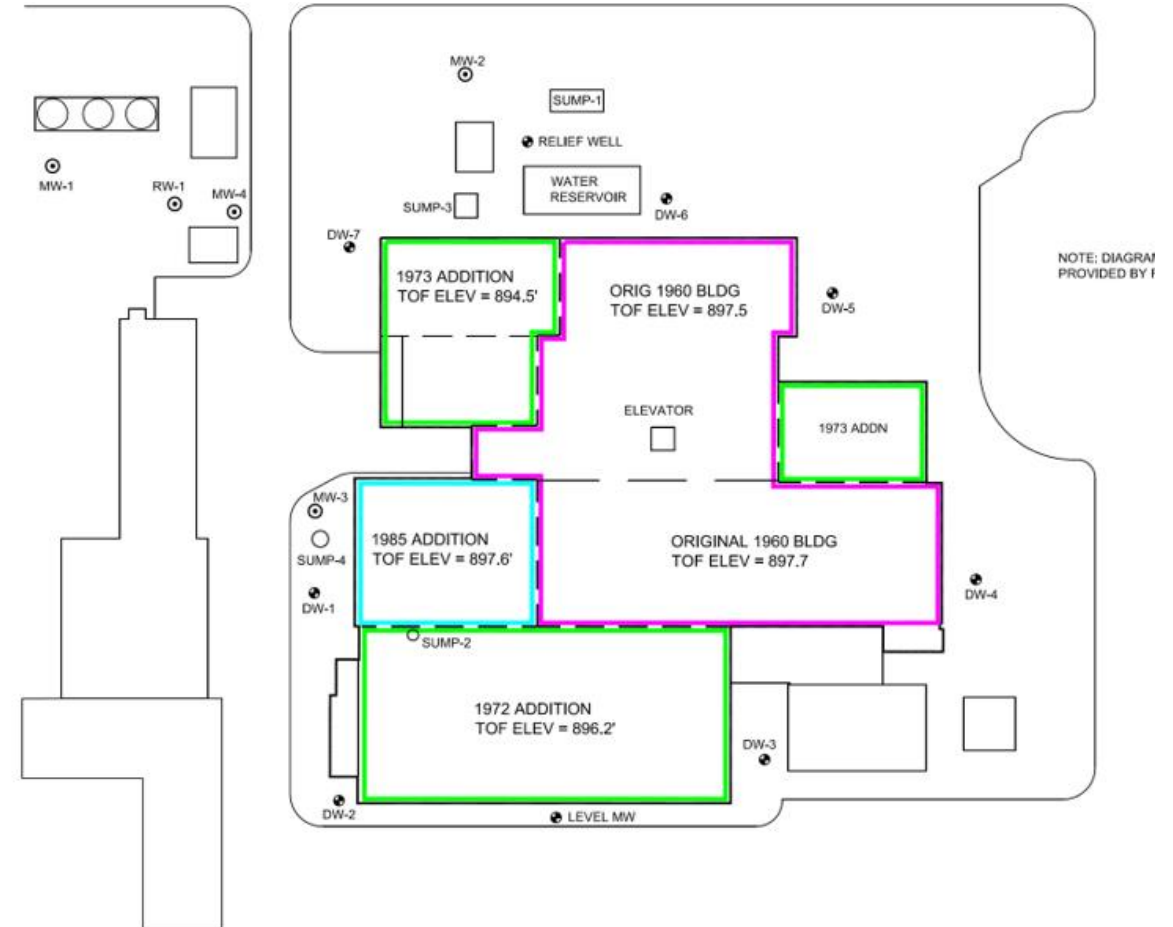 MW-2
SUMP-1
RELIEF WELL
MW-1
RW-1
MW-4
WATER
RESERVOIR
SUMP-3
DW-6
DW-7
NOTE; DIAGRAM
PROVIDED BY F
1973 ADDITION
TOF ELEV = 894.5'
ORIG 1960 BLDG
TOF ELEV = 897.5
DW-5
ELEVATOR
1973 ADDN
MW-3
SUMP-4
DW-1
1985 ADDITION
TOF ELEV = 897.6'
ORIGINAL 1960 BLDG
TOF ELEV = 897.7
DW-4
SUMP-2
1972 ADDITION
TOF ELEV = 896.2'
DW-3
DW-2
LEVEL MW